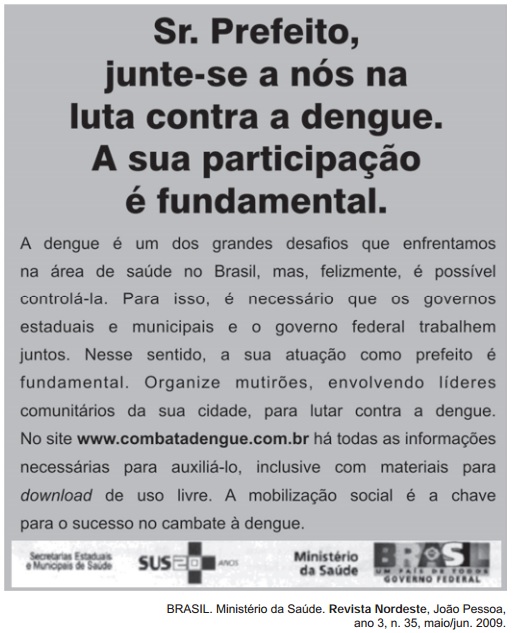 Sr. Prefeito,
junte-se a nós na
luta contra a dengue.
A sua participação
é fundamental.
A dengue é um dos grandes desafios que enfrentamos
na área de saúde no Brasil, mas, felizmente, é possível
controlá-la. Para isso, é necessário que os governos
estaduais e municipais e o governo federal trabalhem
juntos. Nesse sentido, a sua atuação como prefeito é
fundamental. Organize mutirões, envolvendo líderes
comunitários da sua cidade, para lutar contra a dengue.
No site www.combatadengue.com.br há todas as informações
necessárias para auxiliá-lo, inclusive com materiais para
download de uso livre. A mobilização social é a chave
para o sucesso no cambate à dengue.
Secretarias Estaduais
e Municipais de Saúde
SUS 20 ANOS
Ministério
da Saúde
BRASIL
UM PAÍS DE TODOS
GOVERNO FEDERAL
BRASIL. Ministério da Saúde. Revista Nordeste, João Pessoa,
ano 3, n. 35, maio/jun. 2009.